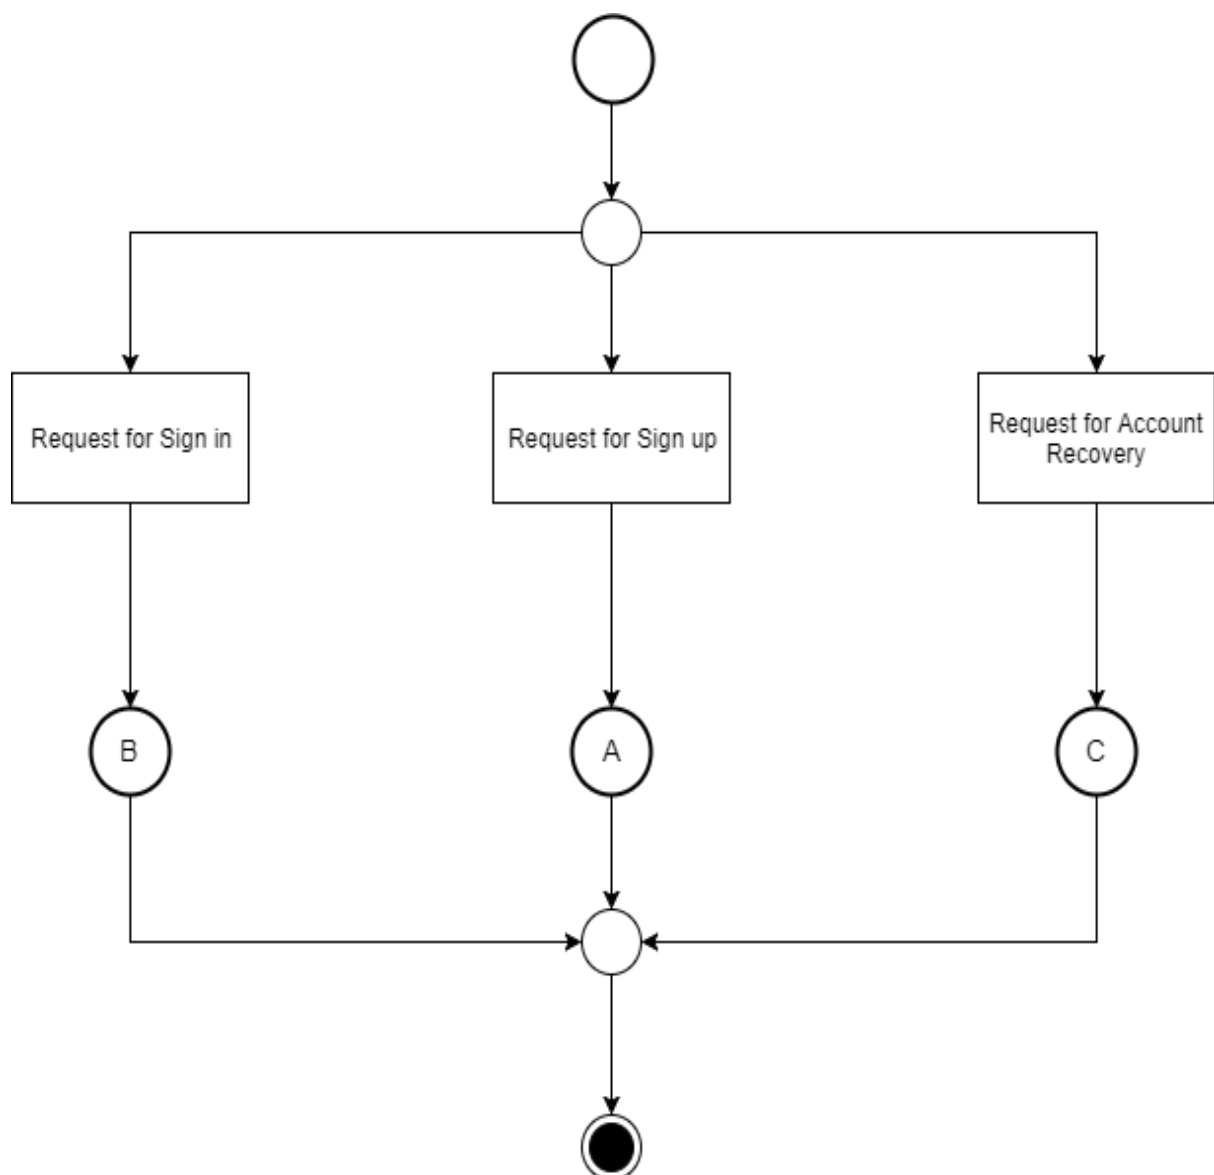 Request for Sign in
Request for Sign up
Request for Account
Recovery
B
A
C